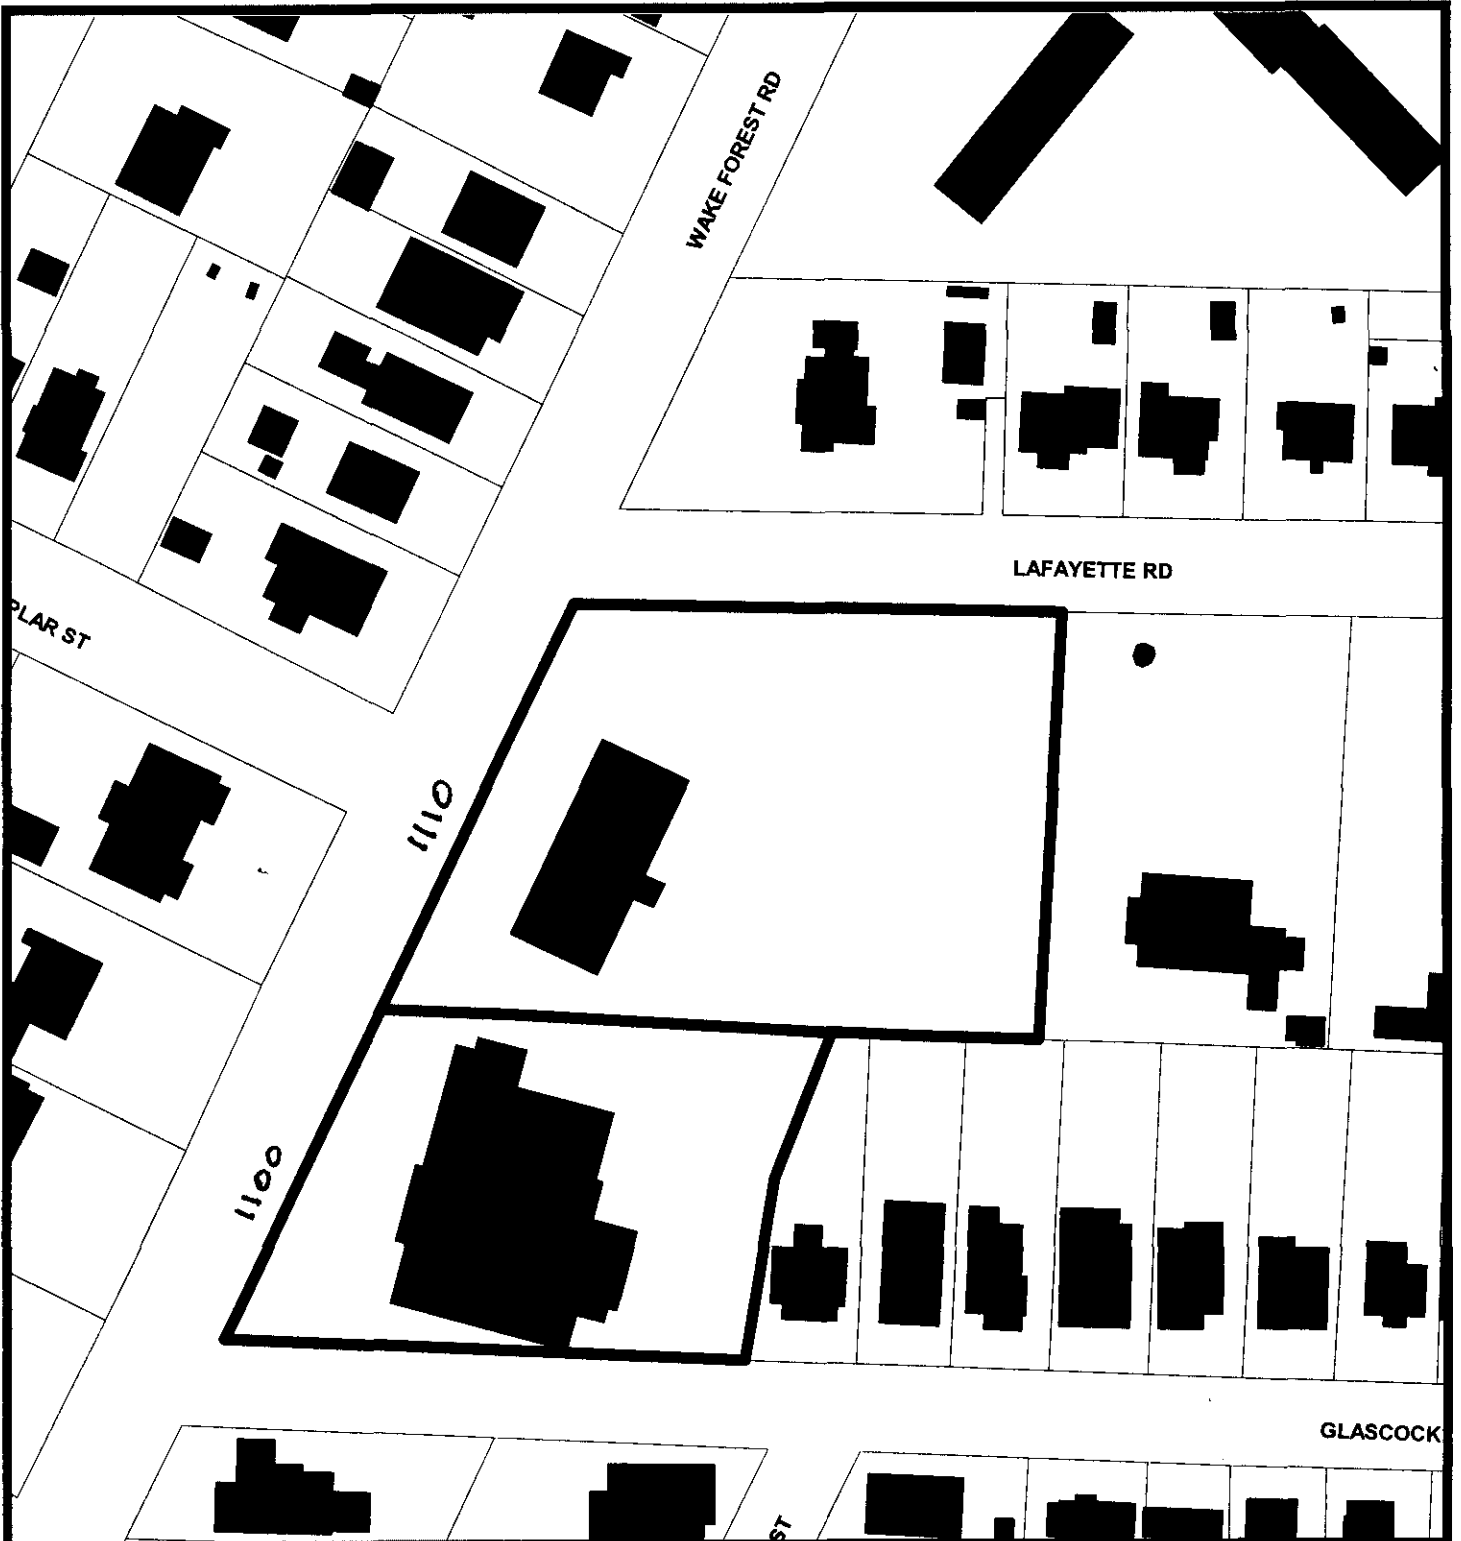 WAKE FOREST RD
LAFAYETTE RD
PLAR ST
1110
1100
GLASCOCK
ST